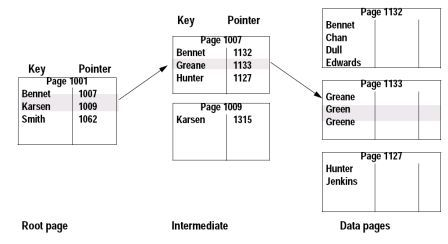 Key Pointer
Page 1001
Bennet 1007
Karsen 1009
Smith 1062
Root page
Key Pointer
Page 1007
Bennet 1132
Greane 1133
Hunter 1127
Page 1009
Karsen 1315
Intermediate
Page 1132
Bennet
Chan
Dull
Edwards
Page 1133
Greane
Green
Greene
Page 1127
Hunter
Jenkins
Data pages